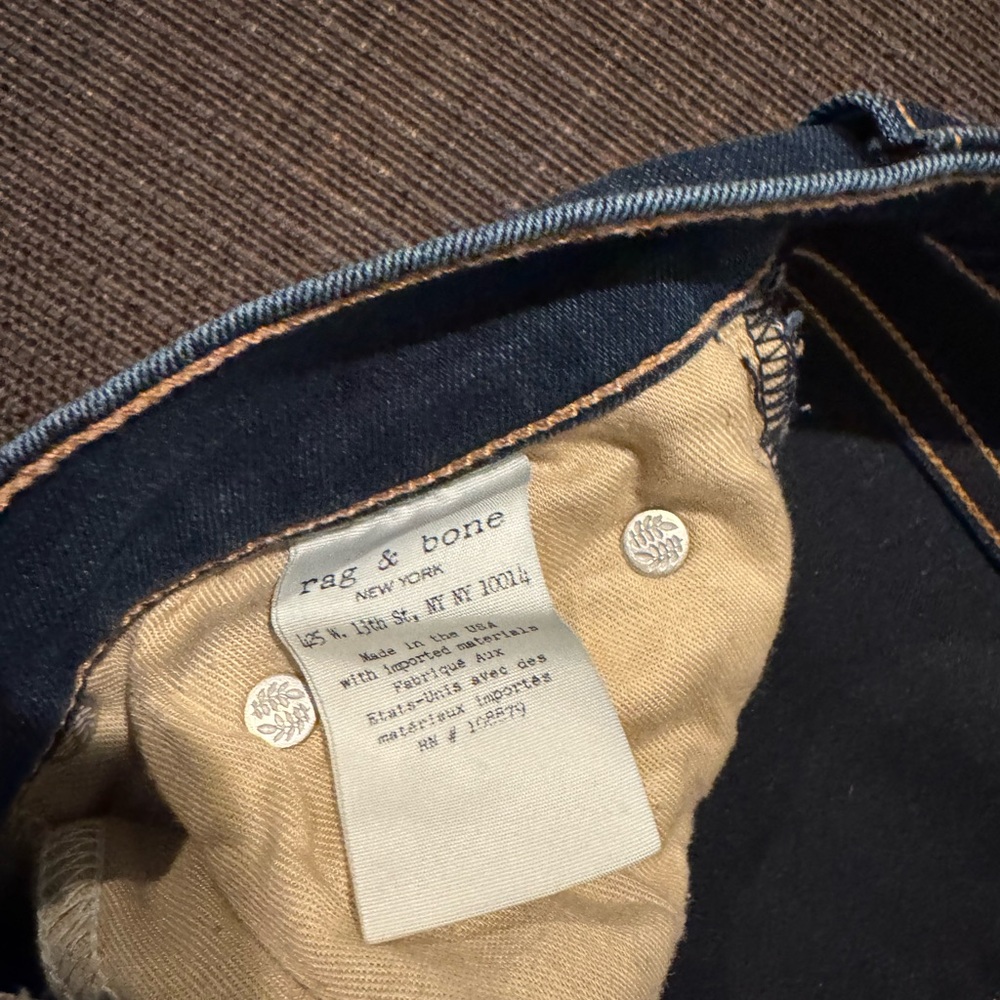 rag & bone
NEW YORK
425 W. 13th St, NY NY 10014
Made in the USA
with imported materials
Fabriqué Aux
Etats-Unis avec des
matériaux importés
RN # 108879